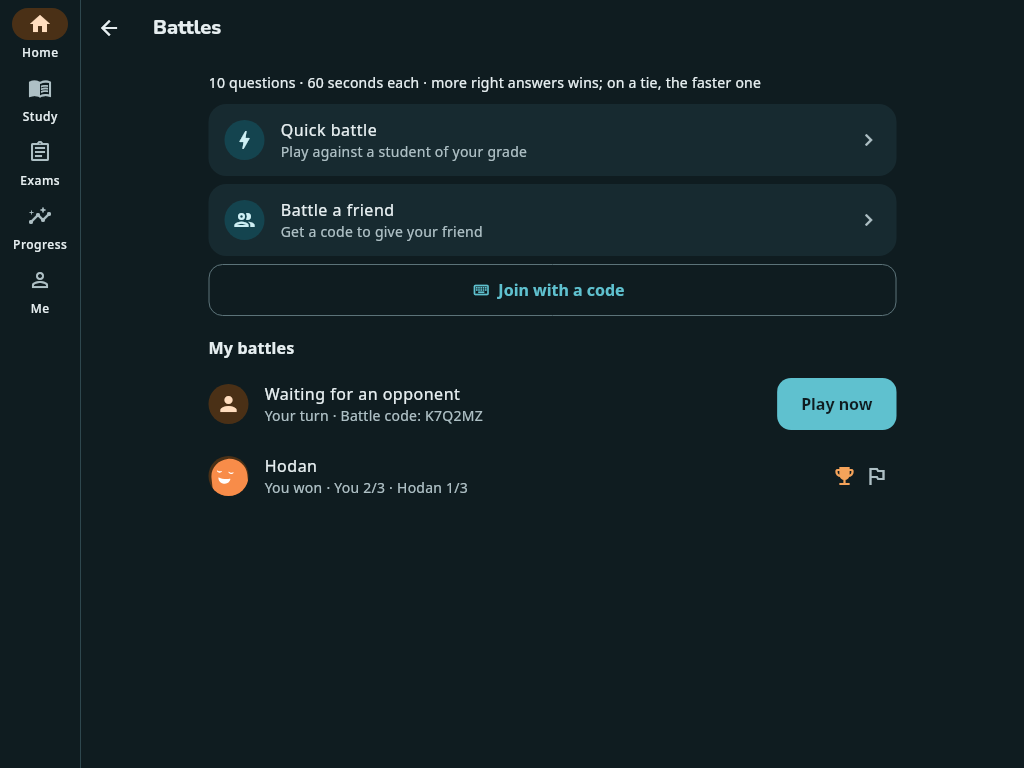 Battles
Home
Study
Exams
Progress
Me
10 questions · 60 seconds each · more right answers wins; on a tie, the faster one
Quick battle
Play against a student of your grade
Battle a friend
Get a code to give your friend
Join with a code
My battles
Waiting for an opponent
Your turn · Battle code: K7Q2MZ
Play now
Hodan
You won · You 2/3 · Hodan 1/3